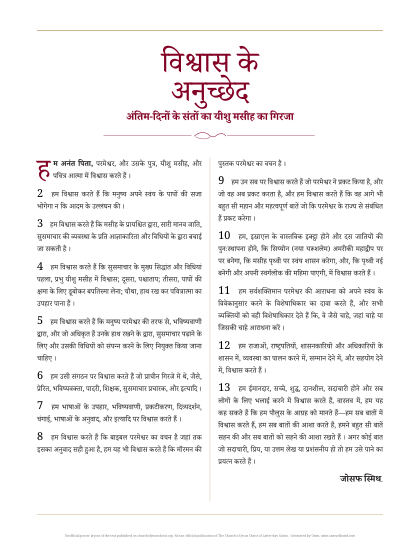 विश्वास के
अनुच्छेद
अंतिम-दिनों के संतों का यीशु मसीह का गिरजा
हम अनंत पिता, परमेश्वर, और उसके पुत्र, यीशु मसीह, और
पवित्र आत्मा में विश्वास करते हैं।
2 हम विश्वास करते हैं कि मनुष्य अपने स्वयं के पापों की सजा
भोगेगा न कि आदम के उल्लंघन की।
3 हम विश्वास करते हैं कि मसीह के प्रायश्चित द्वारा, सारी मानव जाति,
सुसमाचार की व्यवस्था के प्रति आज्ञाकारिता और विधियों के द्वारा बचाई
जा सकती है।
4 हम विश्वास करते हैं कि सुसमाचार के मुख्य सिद्धांत और विधियां
पहला, प्रभु यीशु मसीह में विश्वास; दूसरा, पश्चाताप; तीसरा, पापों की
क्षमा के लिए डूबोकर बपतिस्मा लेना; चौथा, हाथ रख कर पवित्रात्मा का
उपहार पाना है।
5 हम विश्वास करते हैं कि मनुष्य परमेश्वर की तरफ से, भविष्यवाणी
द्वारा, और जो अधिकृत हैं उनके हाथ रखने के द्वारा, सुसमाचार पढ़ाने के
लिए और उसकी विधियों को संपन्न करने के लिए नियुक्त किया जाना
चाहिए।
6 हम उसी संगठन पर विश्वास करते हैं जो प्राचीन गिरजे में थे, जैसे,
प्रेरित, भविष्यवक्ता, पादरी, शिक्षक, सुसमाचार प्रचारक, और इत्यादि।
7 हम भाषाओं के उपहार, भविष्यवाणी, प्रकटीकरण, दिव्यदर्शन,
चंगाई, भाषाओं के अनुवाद, और इत्यादि पर विश्वास करते हैं।
8 हम विश्वास करते हैं कि बाइबल परमेश्वर का वचन है जहां तक
इसका अनुवाद सही हुआ है, हम यह भी विश्वास करते हैं कि मॉरमन की
पुस्तक परमेश्वर का वचन है।
9 हम उन सब पर विश्वास करते हैं जो परमेश्वर ने प्रकट किया है, और
जो वह अब प्रकट करता है, और हम विश्वास करते हैं कि वह आगे भी
बहुत सी महान और महत्वपूर्ण बातें जो कि परमेश्वर के राज्य से संबंधित
हैं प्रकट करेगा।
10 हम, इस्राएल के वास्तविक इकट्ठा होने और दस जातियों की
पुनःस्थापना होने, कि सिय्योन (नया यरूशलेम) अमरीकी महाद्वीप पर
पर बनेगा, कि मसीह पृथ्वी पर स्वयं शासन करेगा, और, कि पृथ्वी नई
बनेगी और अपनी स्वर्गलोक की महिमा पाएगी, में विश्वास करते हैं।
11 हम सर्वशक्तिमान परमेश्वर की आराधना को अपने स्वयं के
विवेकानुसार करने के विशेषाधिकार का दावा करते हैं, और सभी
व्यक्तियों को वही विशेषाधिकार देते हैं कि, वे जैसे चाहे, जहां चाहे या
जिसकी चाहे आराधना करें।
12 हम राजाओं, राष्ट्रपतियों, शासनकारियों और अधिकारियों के
शासन में, व्यवस्था का पालन करने में, सम्मान देने में, और सहयोग देने
में, विश्वास करते हैं।
13 हम ईमानदार, सच्चे, शुद्ध, दानशील, सदाचारी होने और सब
लोगों के लिए भलाई करने में विश्वास करते हैं, वास्तव में, हम यह
कह सकते हैं कि हम पौलुस के आग्रह को मानते हैं—हम सब बातों में
विश्वास करते हैं, हम सब बातों की आशा करते है, हमने बहुत सी बातें
सहन की और सब बातों को सहने की आशा रखते हैं। अगर कोई बात
जो सदाचारी, प्रिय, या उत्तम लेख या प्रशंसनीय हो तो हम उसे पाने का
प्रयत्न करते हैं।
जोसफ स्मिथ.